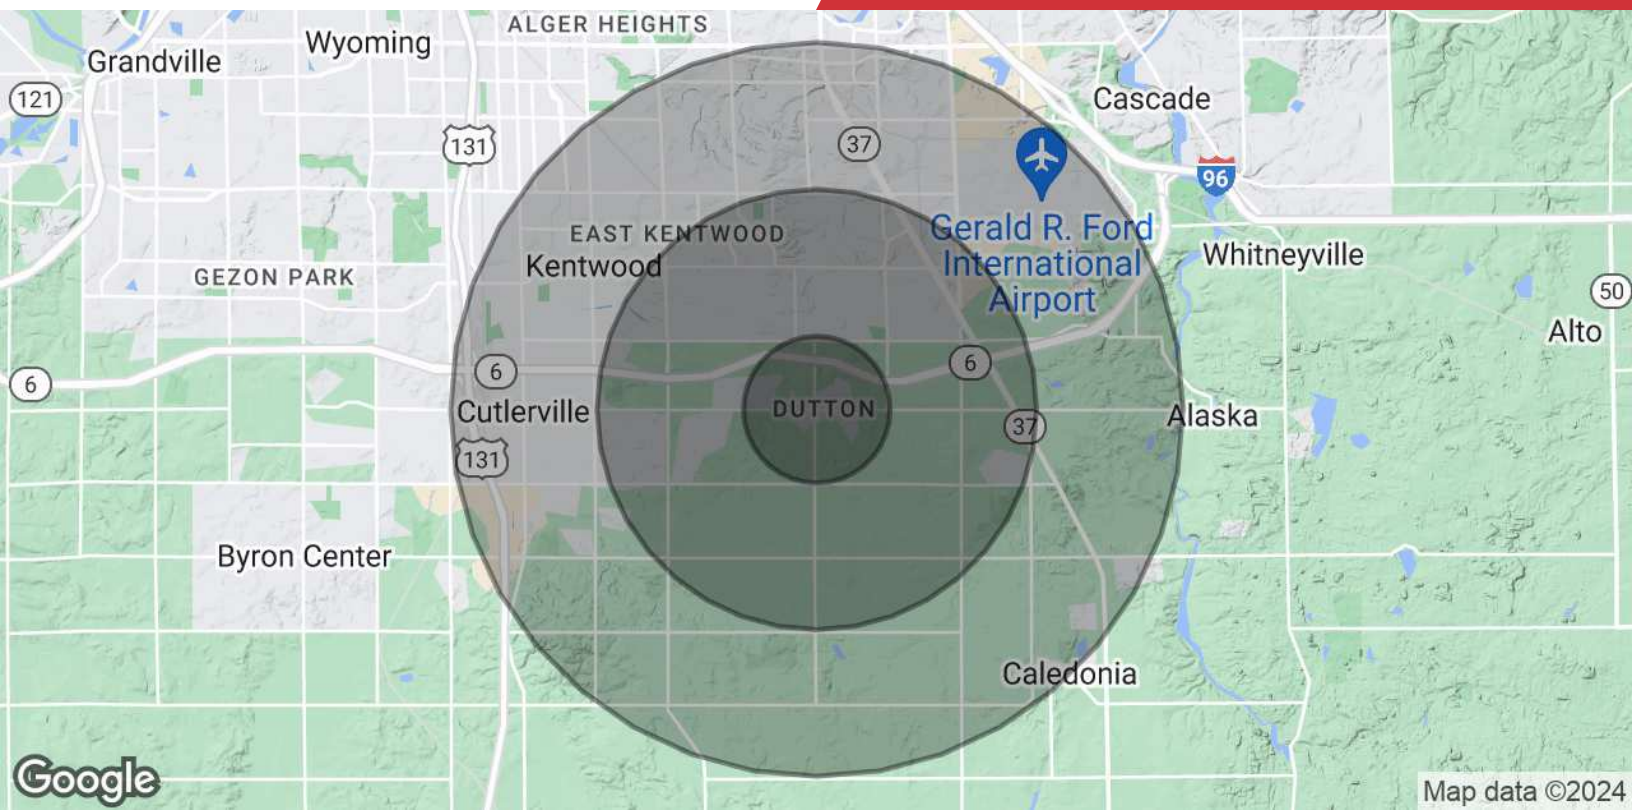 ALGER HEIGHTS
Wyoming
Grandville
121
131
37
Cascade
96
EAST KENTWOOD
Kentwood
Gerald R. Ford
International
Airport
Whitneyville
GEZON PARK
50
Alto
6
6
6
Cutlerville
DUTTON
37
Alaska
131
Byron Center
Caledonia
Google
Map data ©2024